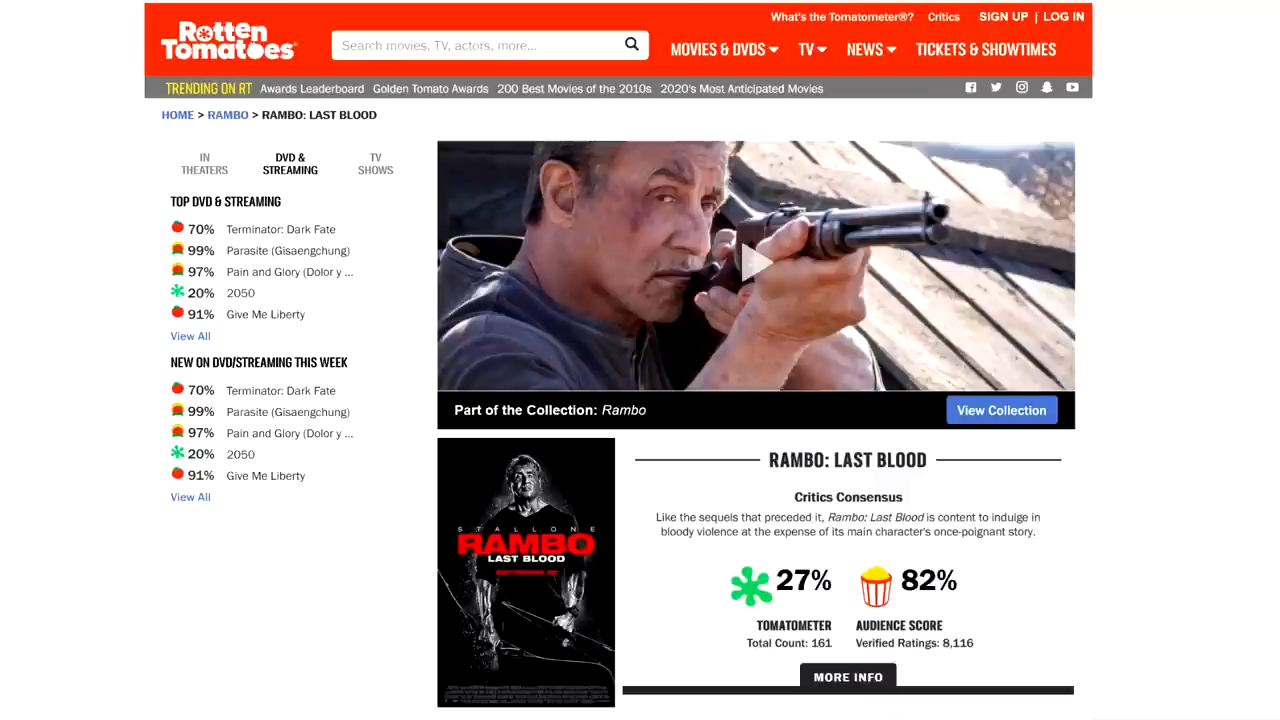 What's the Tomatometer®? Critics SIGN UP | LOG IN
Rotten
Tomatoes
Search movies, TV, actors, more...
MOVIES & DVDS TV NEWS TICKETS & SHOWTIMES
TRENDING ON RT Awards Leaderboard Golden Tomato Awards 200 Best Movies of the 2010s 2020's Most Anticipated Movies
HOME > RAMBO > RAMBO: LAST BLOOD
IN THEATERS
DVD & STREAMING
TV SHOWS
TOP DVD & STREAMING
70% Terminator: Dark Fate
99% Parasite (Gisaengchung)
97% Pain and Glory (Dolor y ...
20% 2050
91% Give Me Liberty
View All
NEW ON DVD/STREAMING THIS WEEK
70% Terminator: Dark Fate
99% Parasite (Gisaengchung)
97% Pain and Glory (Dolor y ...
20% 2050
91% Give Me Liberty
View All
Part of the Collection: Rambo View Collection
STALLONE
RAMBO
LAST BLOOD
RAMBO: LAST BLOOD
Critics Consensus
Like the sequels that preceded it, Rambo: Last Blood is content to indulge in
bloody violence at the expense of its main character's once-poignant story.
27% 82%
TOMATOMETER AUDIENCE SCORE
Total Count: 161 Verified Ratings: 8,116
MORE INFO